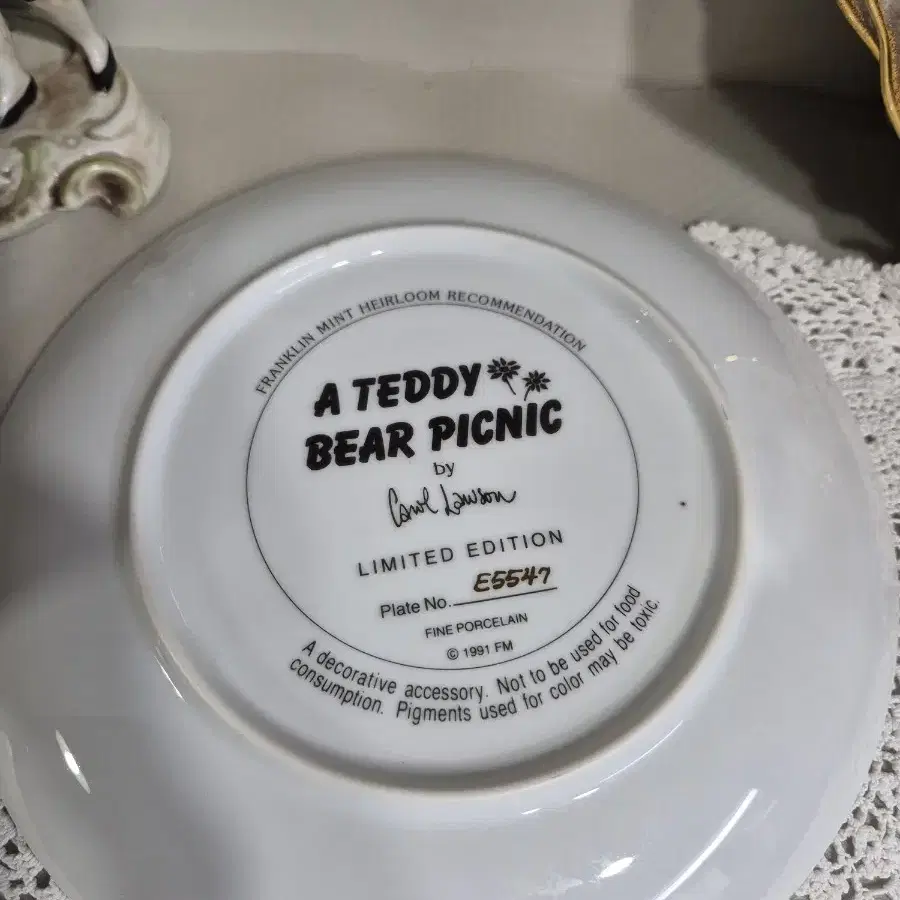 FRANKLIN MINT HEIRLOOM RECOMMENDATION
A TEDDY
BEAR PICNIC
by
Carol Lawson
LIMITED EDITION
Plate No. E5547
FINE PORCELAIN
© 1991 FM
A decorative accessory. Not to be used for food
consumption. Pigments used for color may be toxic.